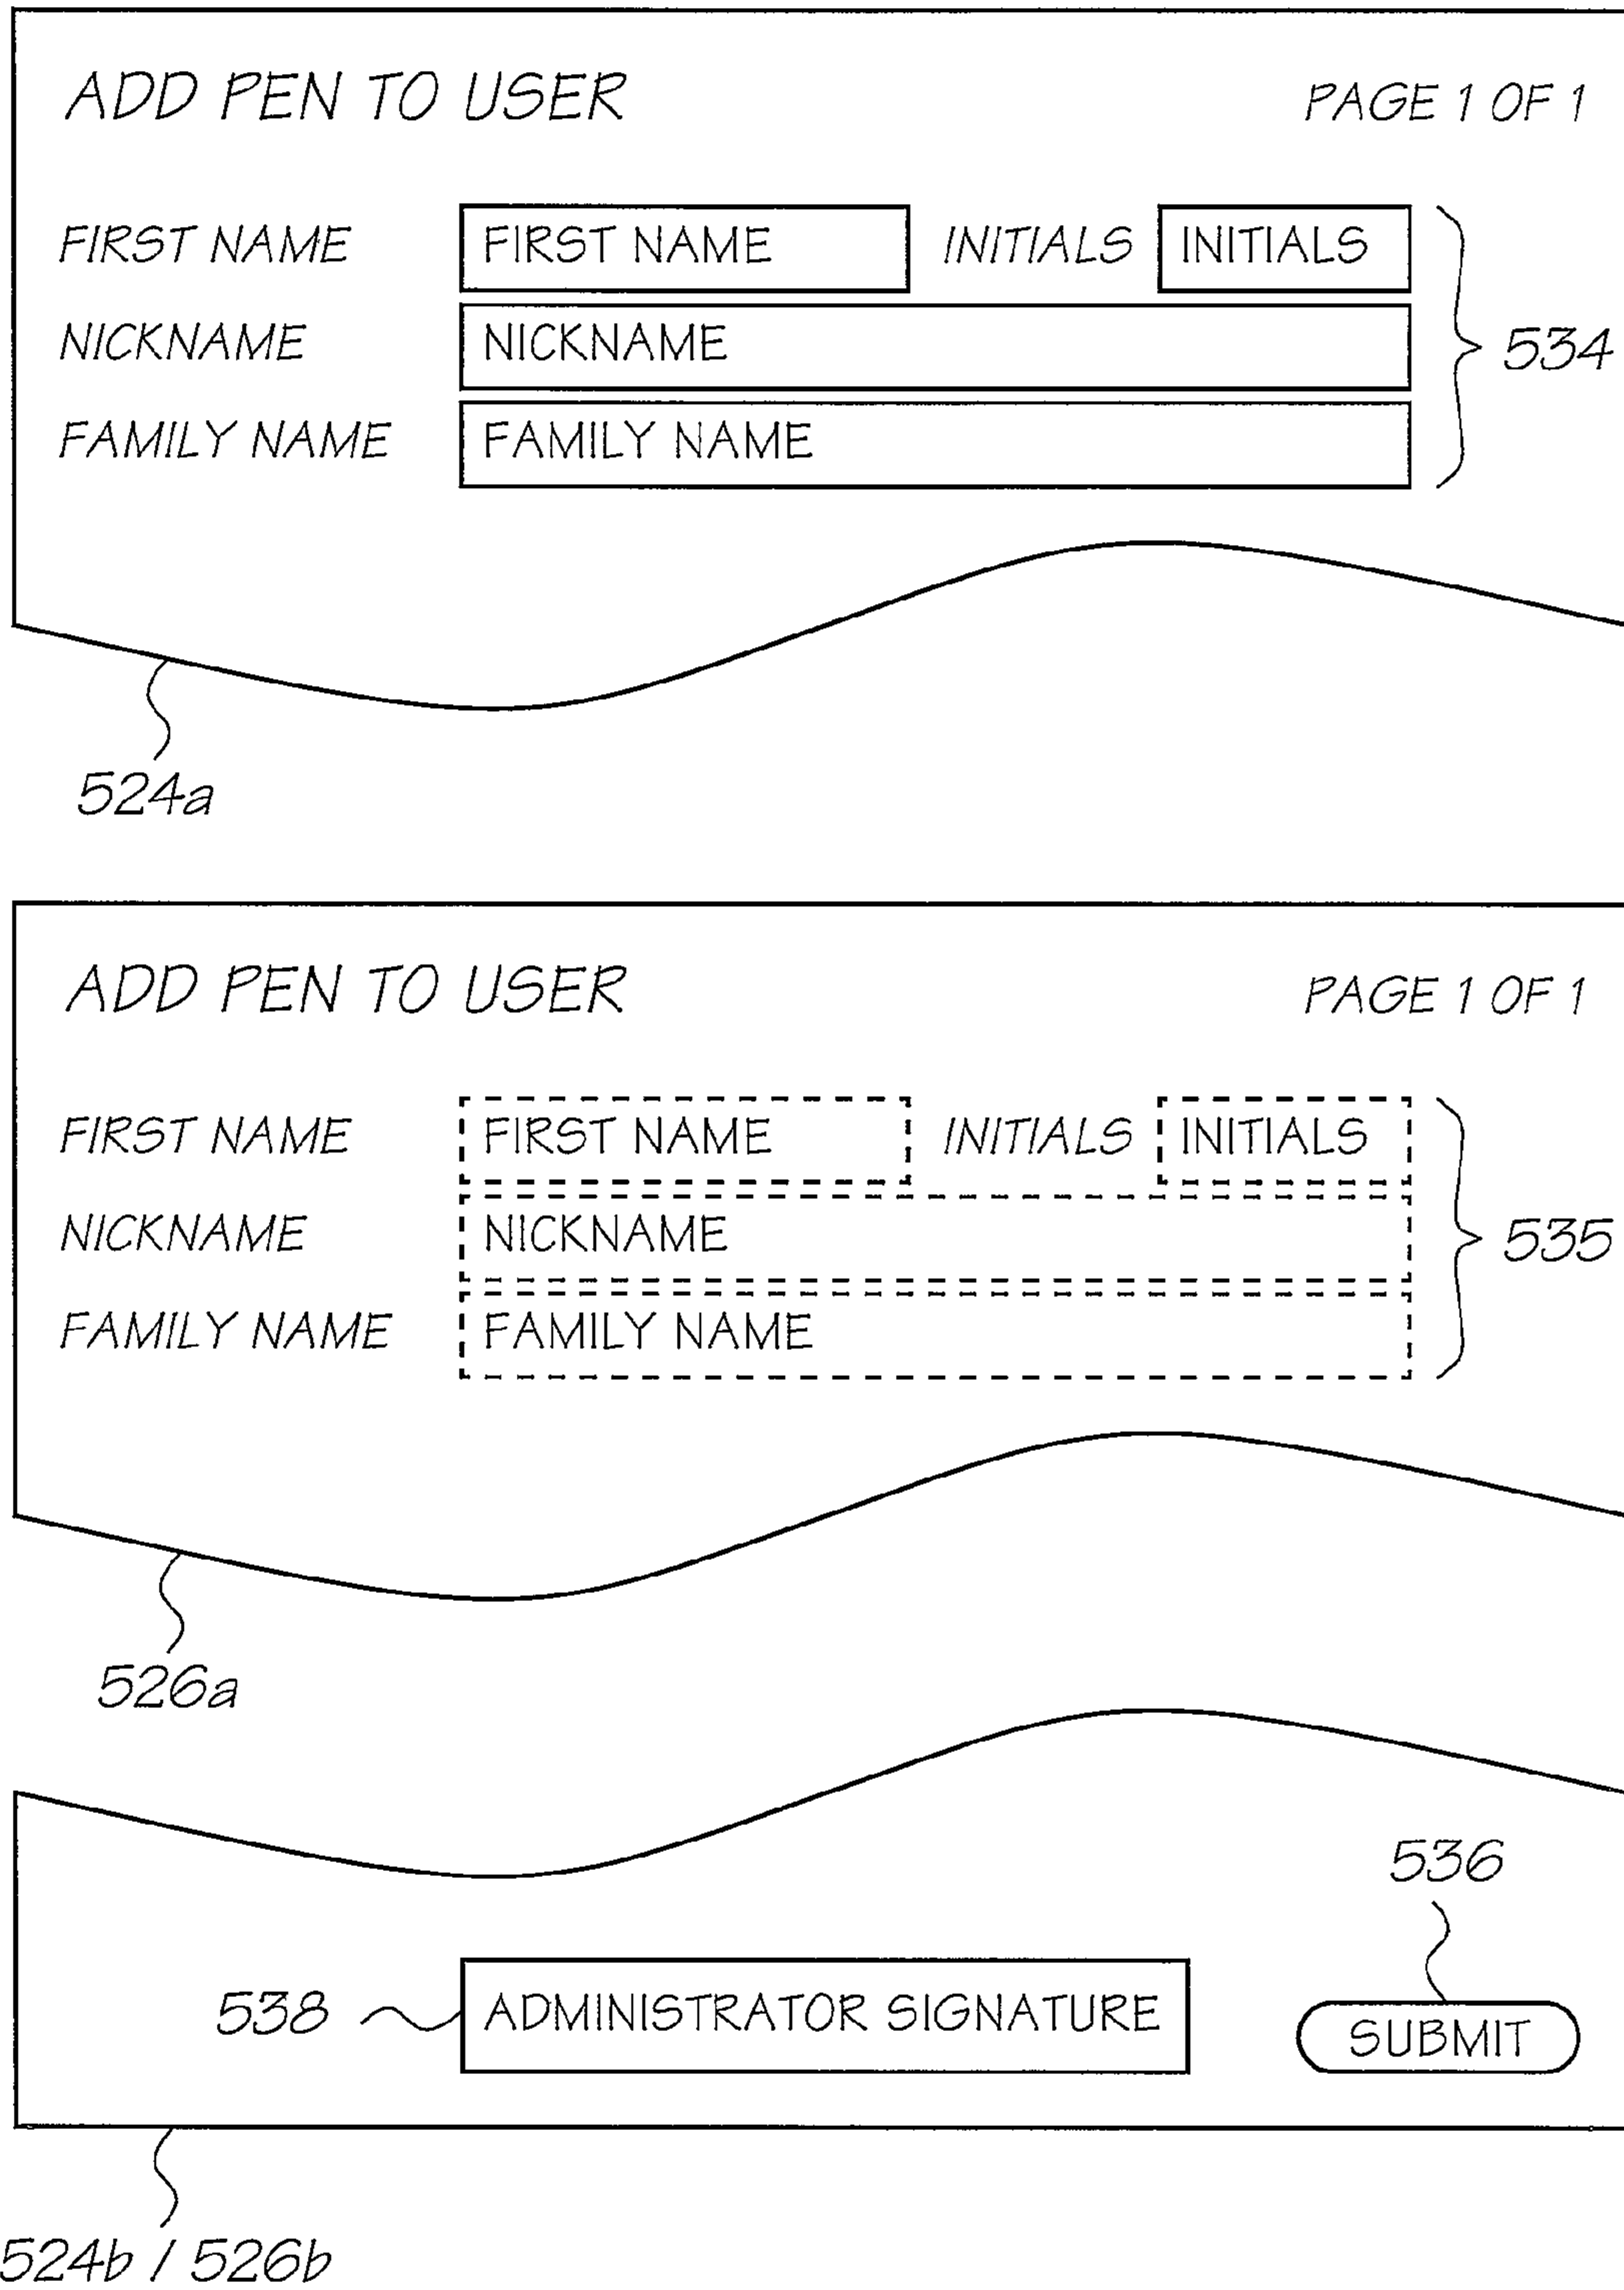 ADD PEN TO USER PAGE 1 OF 1
FIRST NAME FIRST NAME INITIALS INITIALS
NICKNAME NICKNAME
534
FAMILY NAME FAMILY NAME
524a
ADD PEN TO USER PAGE 1 OF 1
FIRST NAME FIRST NAME INITIALS INITIALS
NICKNAME NICKNAME
535
FAMILY NAME FAMILY NAME
526a
536
538 ADMINISTRATOR SIGNATURE
SUBMIT
524b / 526b